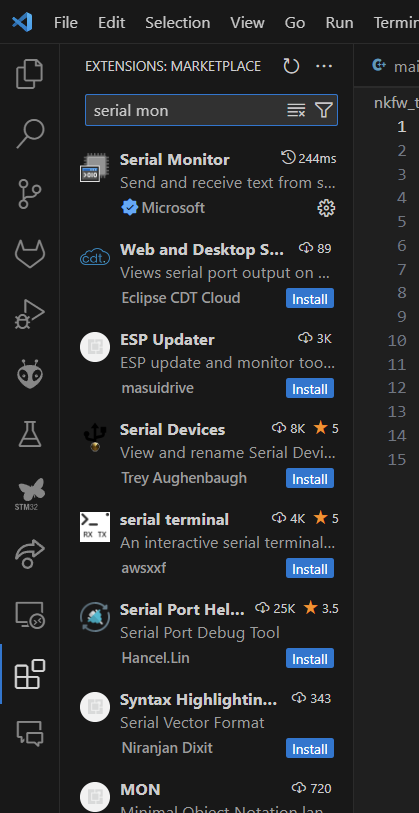 File Edit Selection View Go Run Termin
EXTENSIONS: MARKETPLACE
mai
serial mon
nkfw_t
Serial Monitor 244ms
Send and receive text from s...
Microsoft
Web and Desktop S... 89
Views serial port output on ...
Eclipse CDT Cloud Install
ESP Updater 3K
ESP update and monitor too...
masuidrive Install
Serial Devices 8K 5
View and rename Serial Devi...
Trey Aughenbaugh Install
serial terminal 4K 5
An interactive serial terminal...
awsxxf Install
Serial Port Hel... 25K 3.5
Serial Port Debug Tool
Hancel.Lin Install
Syntax Highlightin... 343
Serial Vector Format
Niranjan Dixit Install
MON 720
Minimal Object Notation lan
cdt.
>_
RX TX
STM32
1
2
3
4
5
6
7
8
9
10
11
12
13
14
15